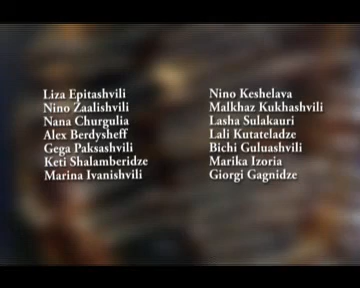 Liza Epitashvili
Nino Zaalishvili
Nana Churgulia
Alex Berdysheff
Gega Paksashvili
Keti Shalamberidze
Marina Ivanishvili
Nino Keshelava
Malkhaz Kukhashvili
Lasha Sulakauri
Lali Kutateladze
Bichi Guluashvili
Marika Izoria
Giorgi Gagnidze